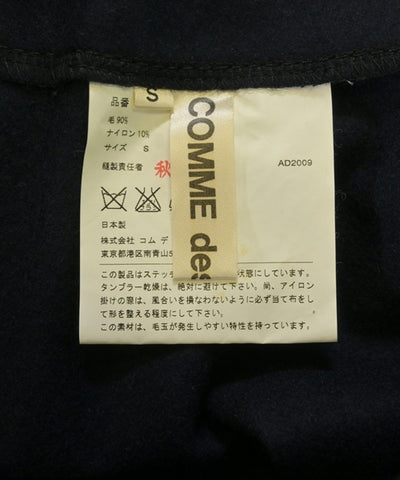 品番
S
毛 90%
ナイロン 10%
サイズ S
縫製責任者 秋
AD2009
COMME des
日本製
株式会社 コム デ
東京都港区南青山5
この製品はステッチ 状態にしています。
タンブラー乾燥は、絶対に避けて下さい。尚、アイロン
掛けの際は、風合いを損なわないように必ず当て布をし
て形を整える程度にして下さい。
この素材は、毛玉が発生しやすい特性を持っています。